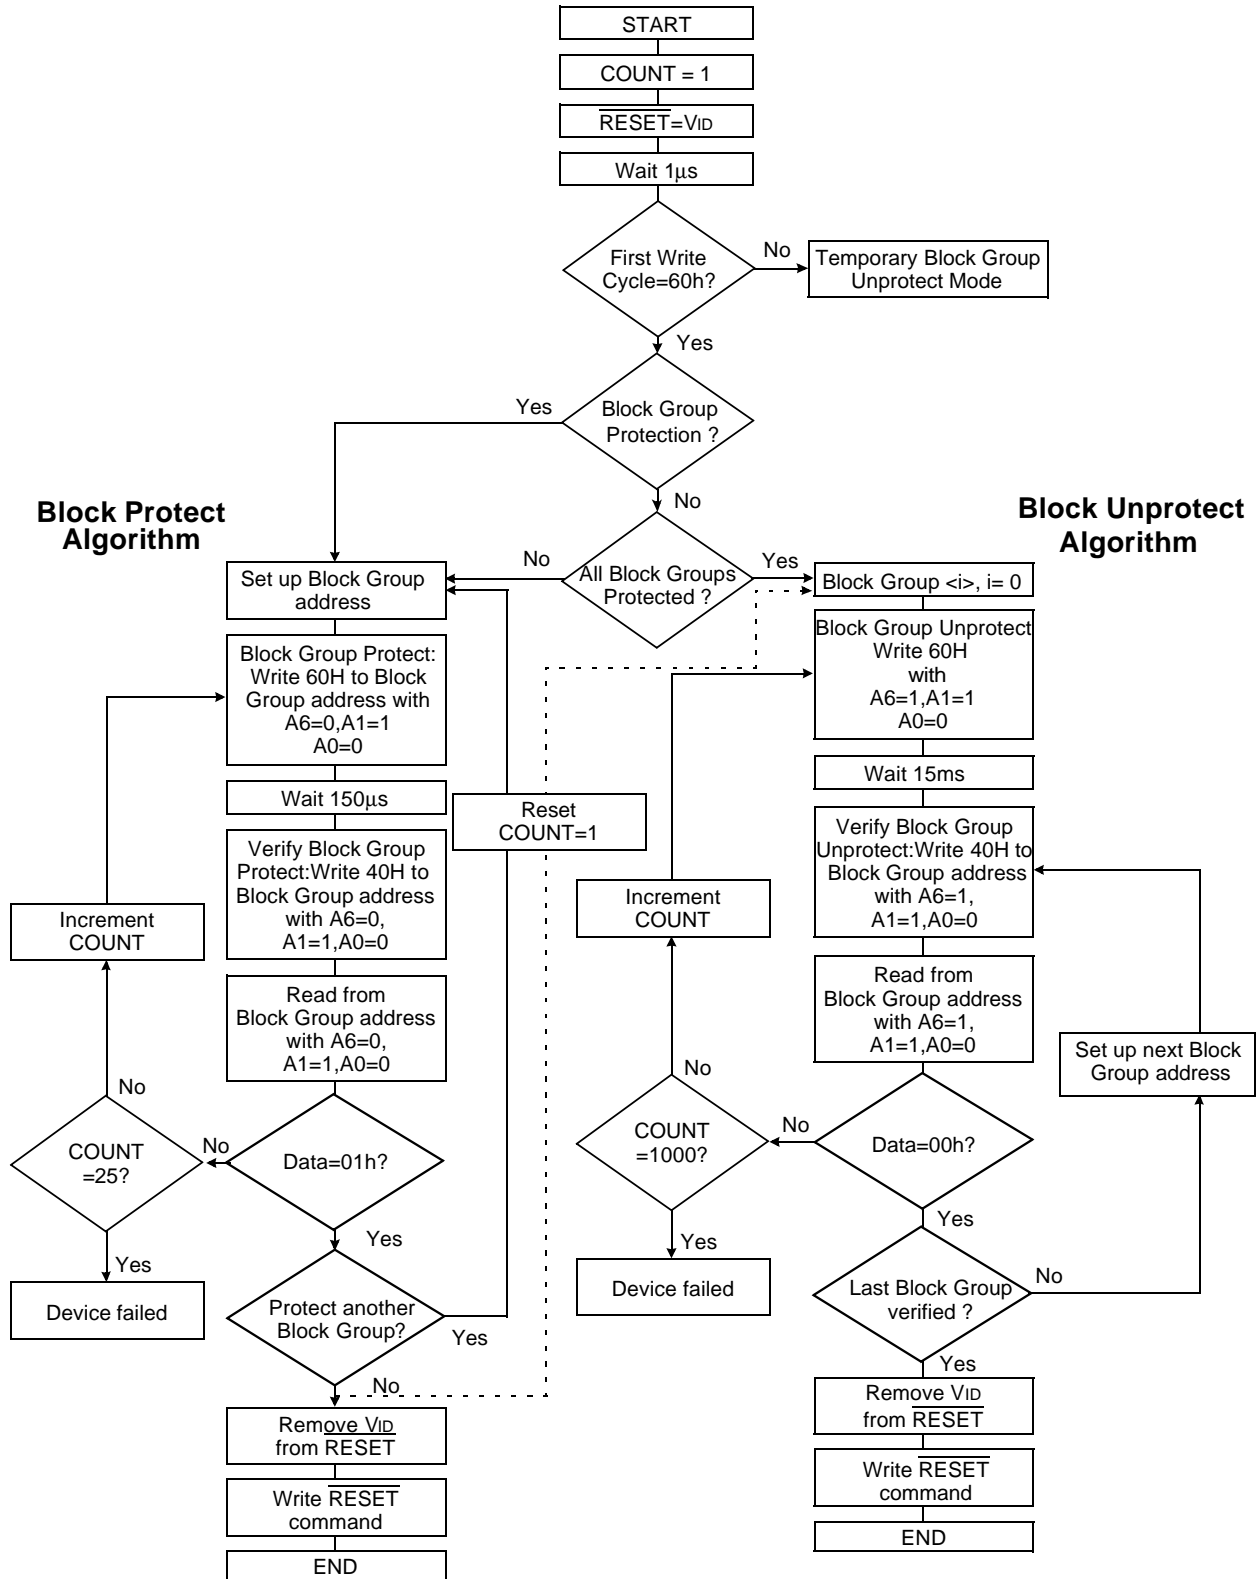 START
COUNT = 1
RESET=VID
Wait 1μs
First Write
Cycle=60h?
No
Temporary Block Group
Unprotect Mode
Yes
Yes
Block Group
Protection ?
No
Block Protect
Algorithm
Block Unprotect
Algorithm
No
All Block Groups
Protected ?
Yes
Set up Block Group
address
Block Group Protect:
Write 60H to Block
Group address with
A6=0,A1=1
A0=0
Wait 150μs
Reset
COUNT=1
Verify Block Group
Protect:Write 40H to
Block Group address
with A6=0,
A1=1,A0=0
Increment
COUNT
Read from
Block Group address
with A6=0,
A1=1,A0=0
No
COUNT
=25?
No
Data=01h?
Yes
Yes
Device failed
Protect another
Block Group?
Yes
No
Remove VID
from RESET
Write RESET
command
END
Block Group <i>, i= 0
Block Group Unprotect
Write 60H
with
A6=1,A1=1
A0=0
Wait 15ms
Verify Block Group
Unprotect:Write 40H to
Block Group address
with A6=1,
A1=1,A0=0
Increment
COUNT
Read from
Block Group address
with A6=1,
A1=1,A0=0
Set up next Block
Group address
No
COUNT
=1000?
No
Data=00h?
Yes
Yes
Device failed
Last Block Group
verified ?
No
Yes
Remove VID
from RESET
Write RESET
command
END